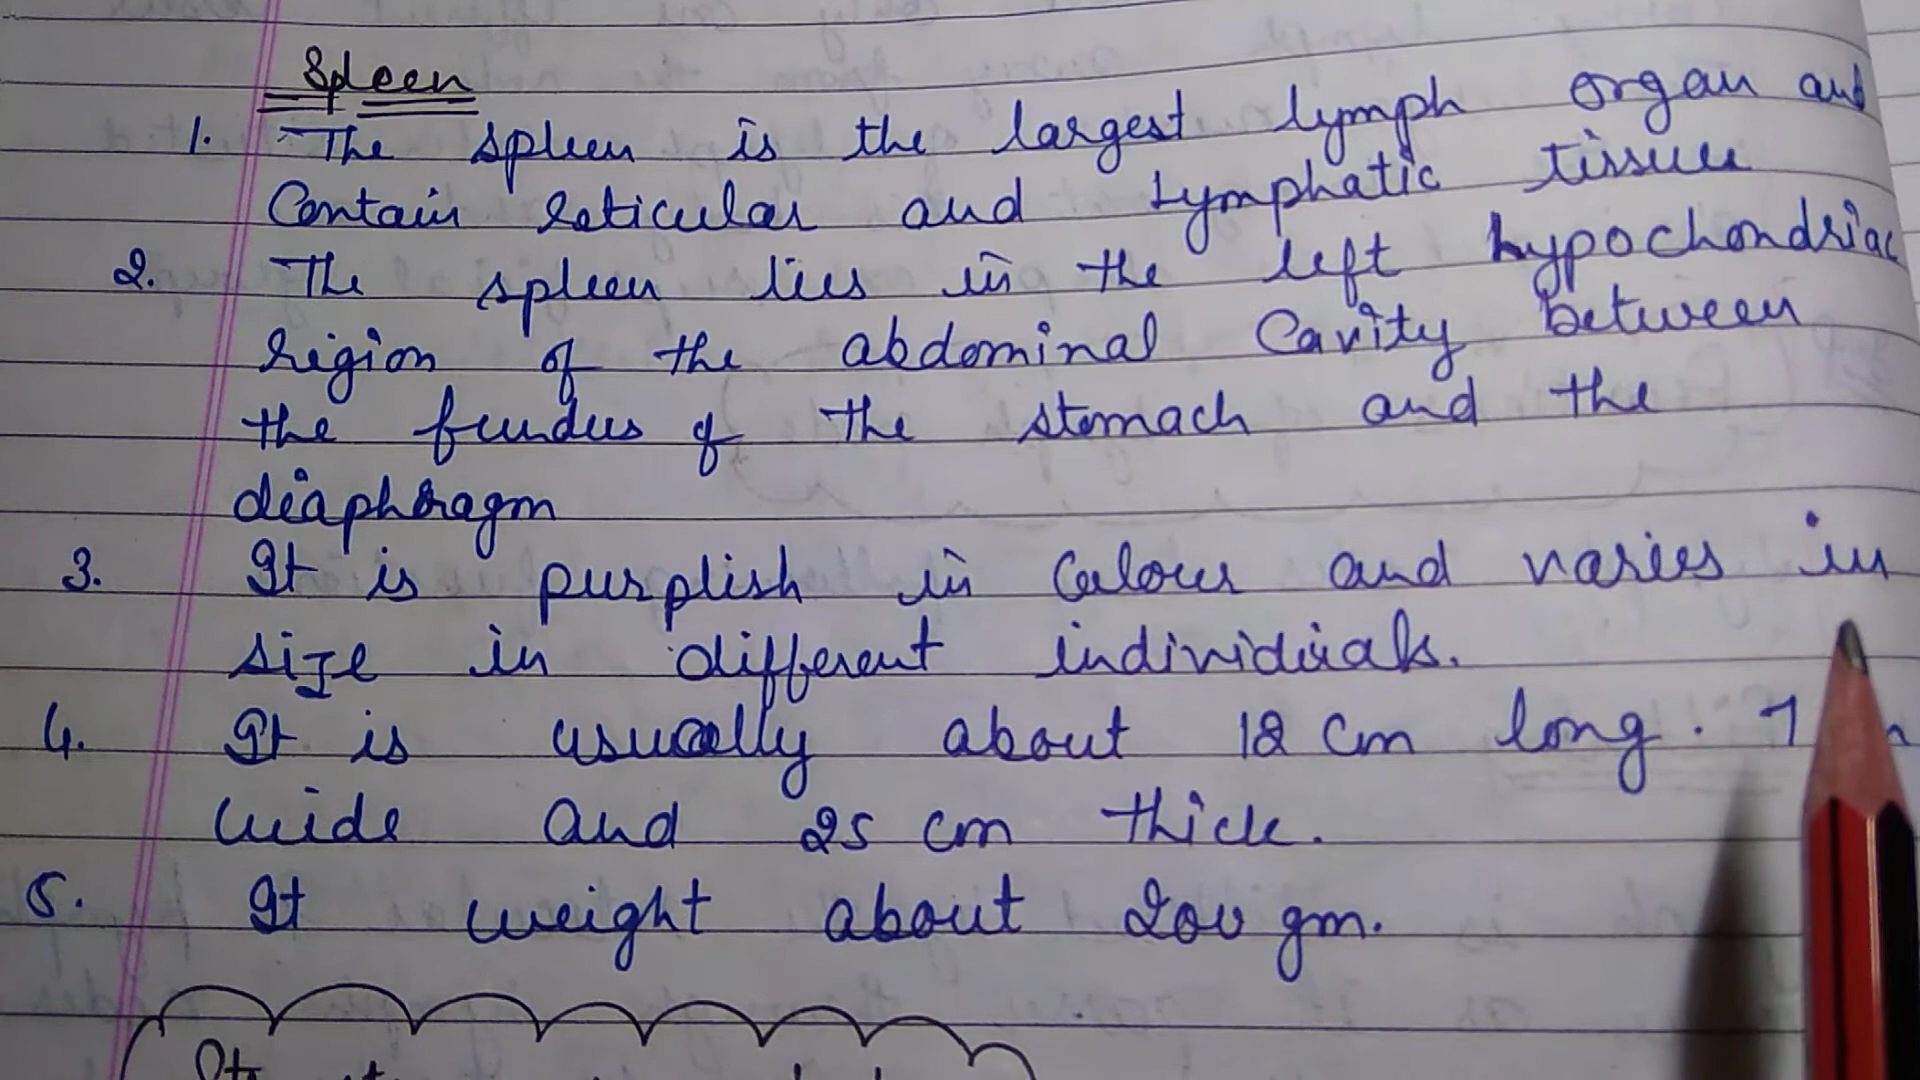 Spleen
1. The spleen is the largest lymph organ and
Contain reticular and Lymphatic tissue
2. The spleen lies in the left hypochondriac
region of the abdominal Cavity between
the fundus of the stomach and the
diaphragm
3. It is purplish in Colour and varies in
size in different individuals.
4. It is usually about 12 cm long. 7
wide and 25 cm thick.
5. It weight about 200 gm.